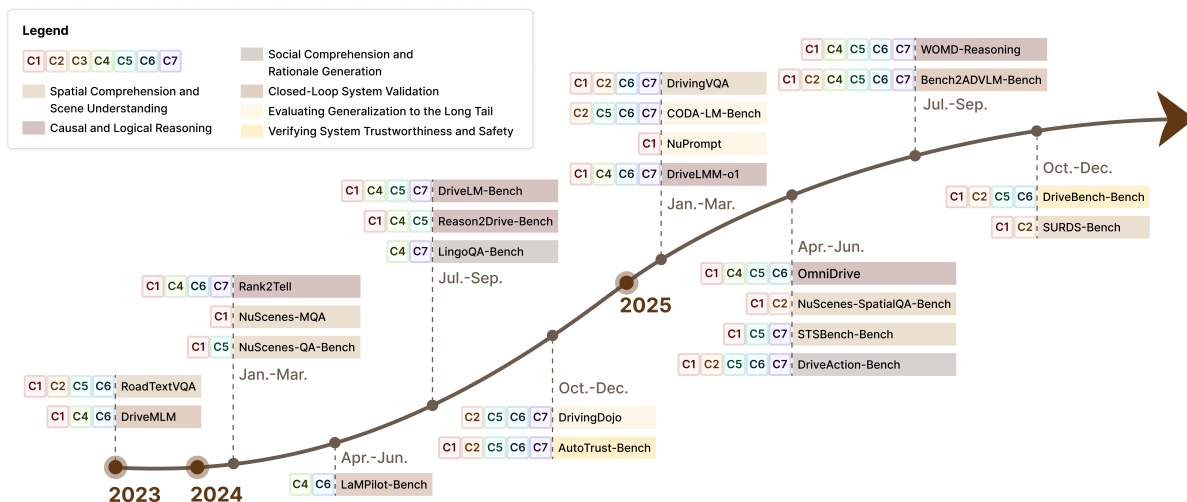 Legend
C1 C2 C3 C4 C5 C6 C7
Spatial Comprehension and
Scene Understanding
Causal and Logical Reasoning
Social Comprehension and
Rationale Generation
Closed-Loop System Validation
Evaluating Generalization to the Long Tail
Verifying System Trustworthiness and Safety
C1 C2 C5 C6 RoadTextVQA
C1 C4 C6 DriveMLM
2023
2024
C1 C4 C6 C7 Rank2Tell
C1 NuScenes-MQA
C1 C5 NuScenes-QA-Bench
Jan.-Mar.
Apr.-Jun.
C4 C6 LaMPilot-Bench
C1 C4 C5 C7 DriveLM-Bench
C1 C4 C5 Reason2Drive-Bench
C4 C7 LingoQA-Bench
Jul.-Sep.
Oct.-Dec.
C2 C5 C6 C7 DrivingDojo
C1 C2 C5 C6 C7 AutoTrust-Bench
2025
C1 C2 C6 C7 DrivingVQA
C2 C5 C6 C7 CODA-LM-Bench
C1 NuPrompt
C1 C4 C6 C7 DriveLMM-o1
Jan.-Mar.
Apr.-Jun.
C1 C4 C5 C6 OmniDrive
C1 C2 NuScenes-SpatialQA-Bench
C1 C5 C7 STSBench-Bench
C1 C2 C5 C6 C7 DriveAction-Bench
C1 C4 C5 C6 C7 WOMD-Reasoning
C1 C2 C4 C5 C6 C7 Bench2ADVLM-Bench
Jul.-Sep.
Oct.-Dec.
C1 C2 C5 C6 DriveBench-Bench
C1 C2 SURDS-Bench